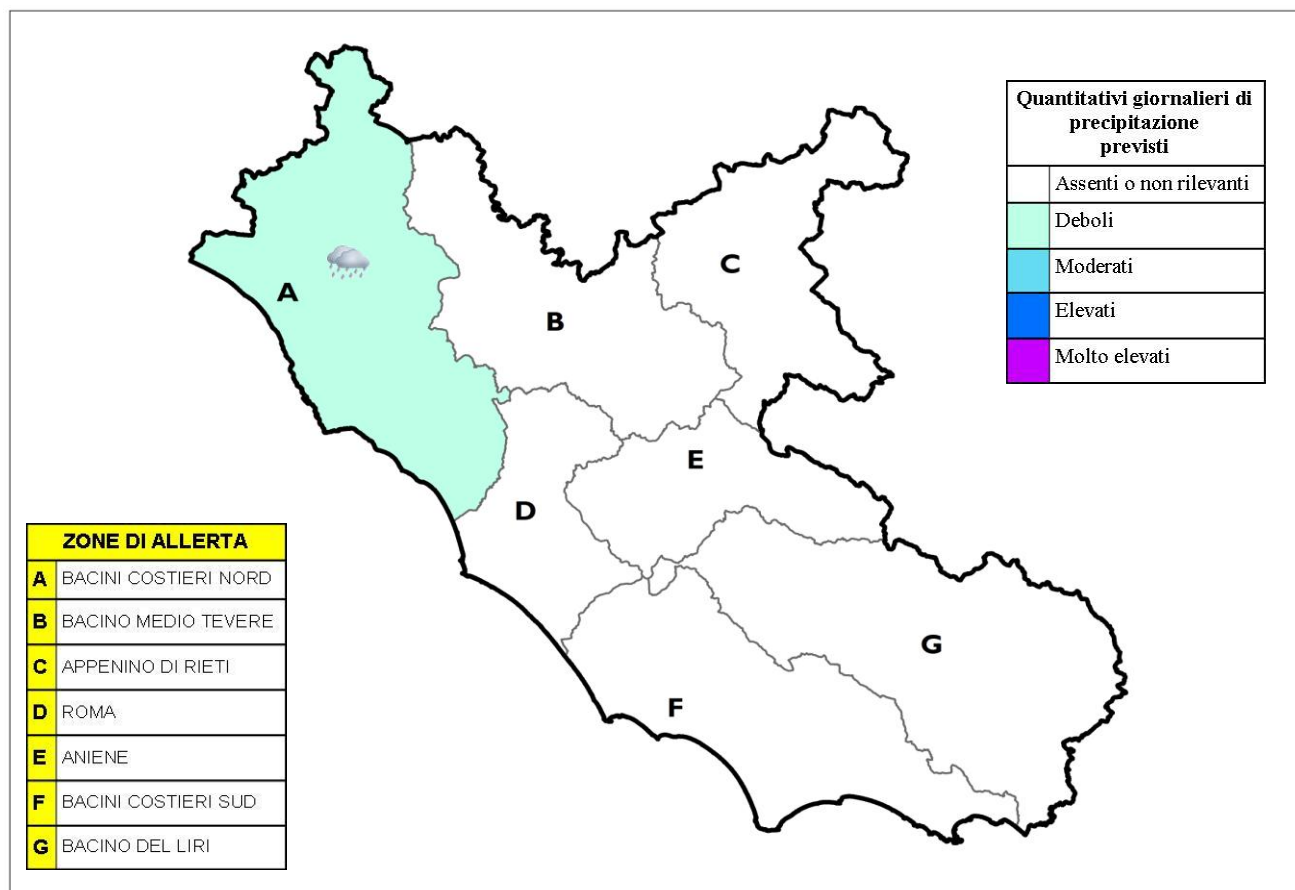 Quantitativi giornalieri di
precipitazione
previsti
Assenti o non rilevanti
Deboli
Moderati
Elevati
Molto elevati
A
B
C
D
E
F
G
ZONE DI ALLERTA
A BACINI COSTIERI NORD
B BACINO MEDIO TEVERE
C APPENINO DI RIETI
D ROMA
E ANIENE
F BACINI COSTIERI SUD
G BACINO DEL LIRI